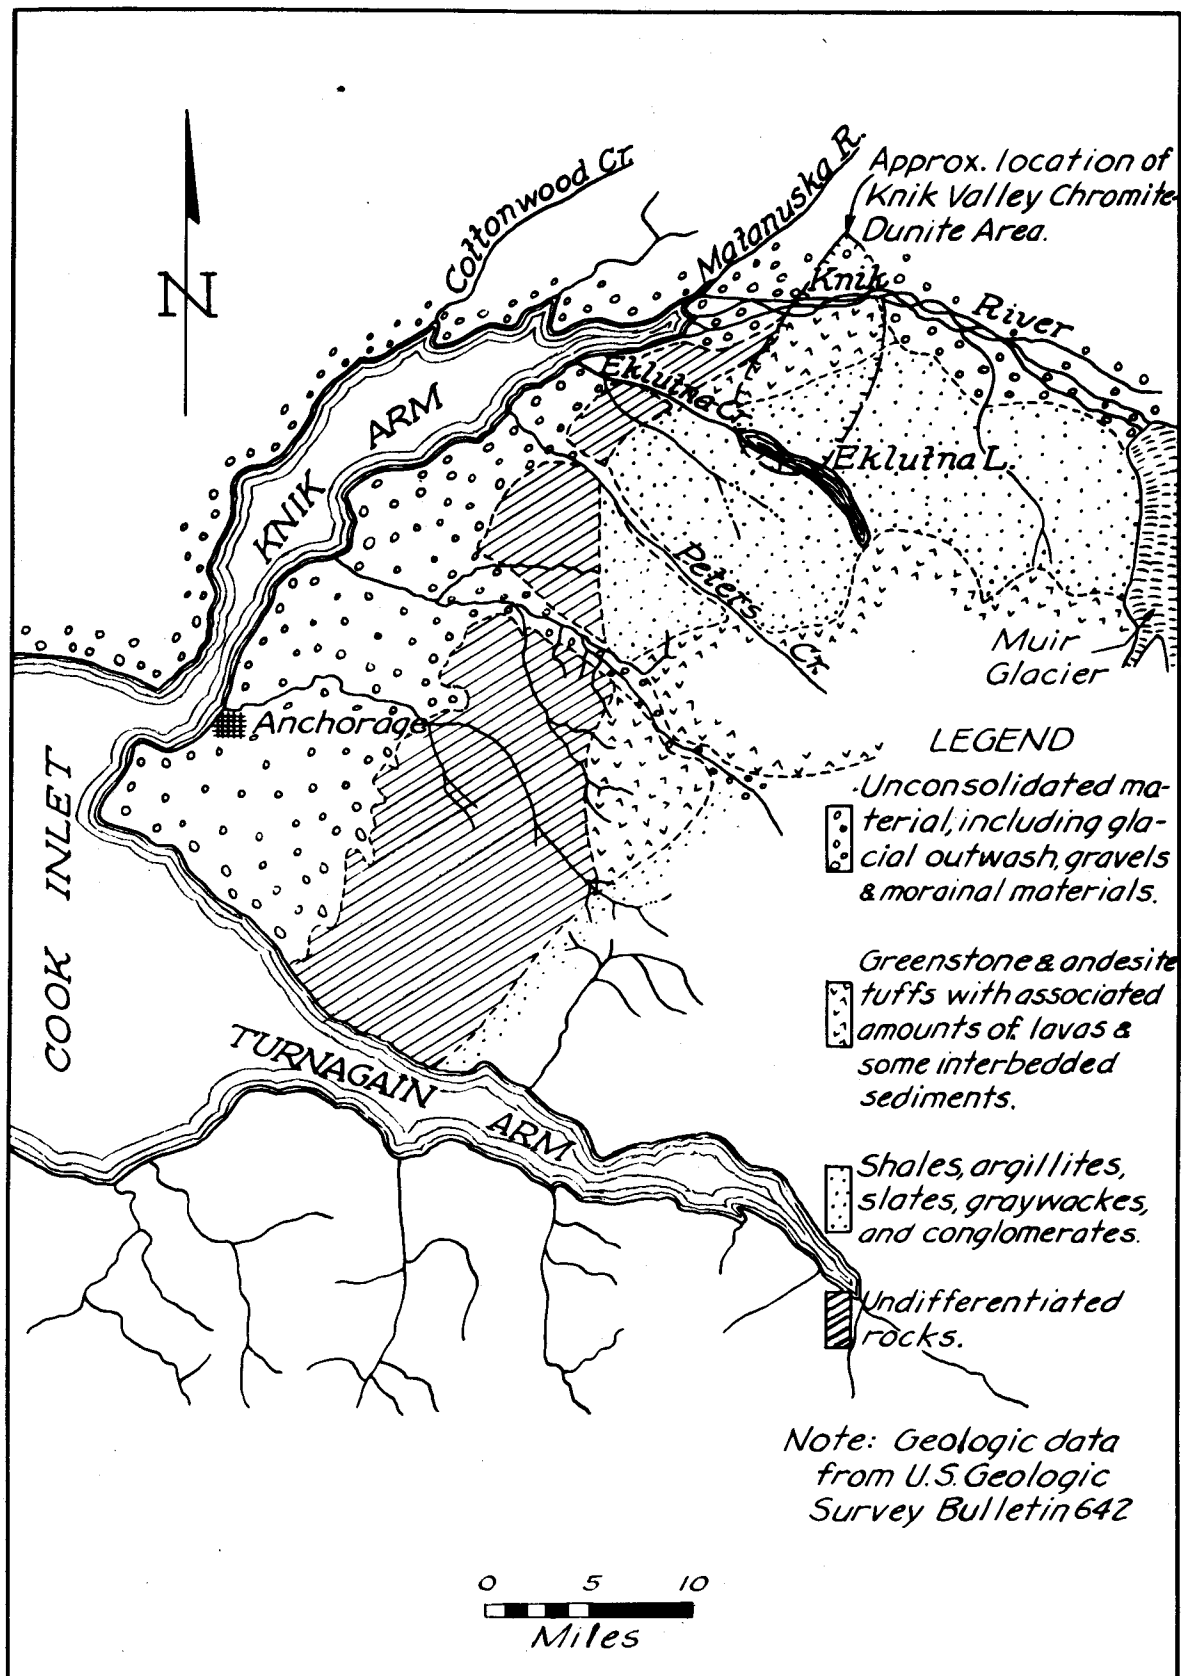 Cottonwood Cr.
Matanuska R.
Approx. location of
Knik Valley Chromite-
Dunite Area.
N
Knik
River
KNIK ARM
Eklutna Cr.
Eklutna L.
Peters Cr.
Muir
Glacier
Anchorage
COOK INLET
TURNAGAIN ARM
LEGEND
Unconsolidated ma-
terial, including gla-
cial outwash, gravels
& morainal materials.
Greenstone & andesite
tuffs with associated
amounts of lavas &
some interbedded
sediments.
Shales, argillites,
slates, graywackes,
and conglomerates.
Undifferentiated
rocks.
Note: Geologic data
from U.S. Geologic
Survey Bulletin 642
0 5 10
Miles